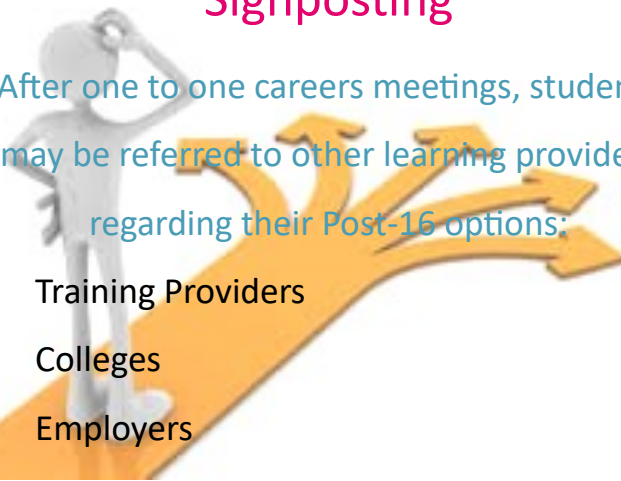 Signposting
After one to one careers meetings, studen
may be referred to other learning provide
regarding their Post-16 options:
Training Providers
Colleges
Employers